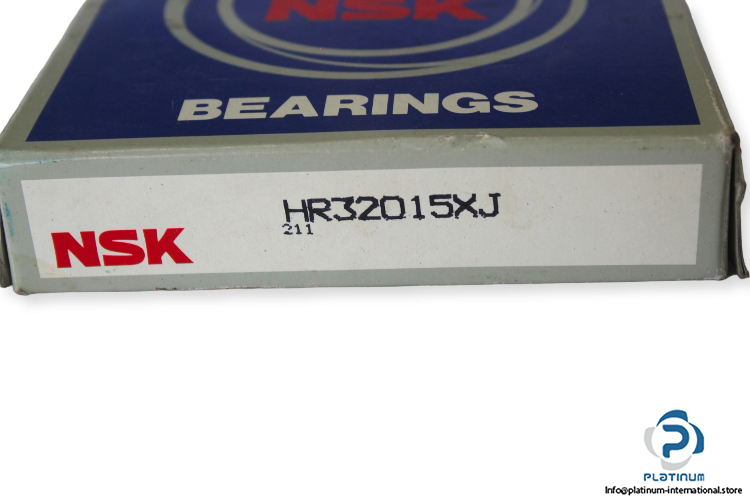 NSK
BEARINGS
NSK
HR32015XJ
211
PLATINUM
Info@platinum-international.store